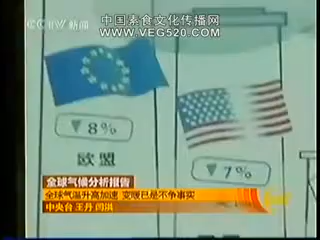 CCTV 新闻
中国素食文化传播网
www.VEG520.com
▼ 8%
欧盟
▼ 7%
全球气候分析报告
全球气温升高加速 变暖已是不争事实
中央台 王丹 闫淇